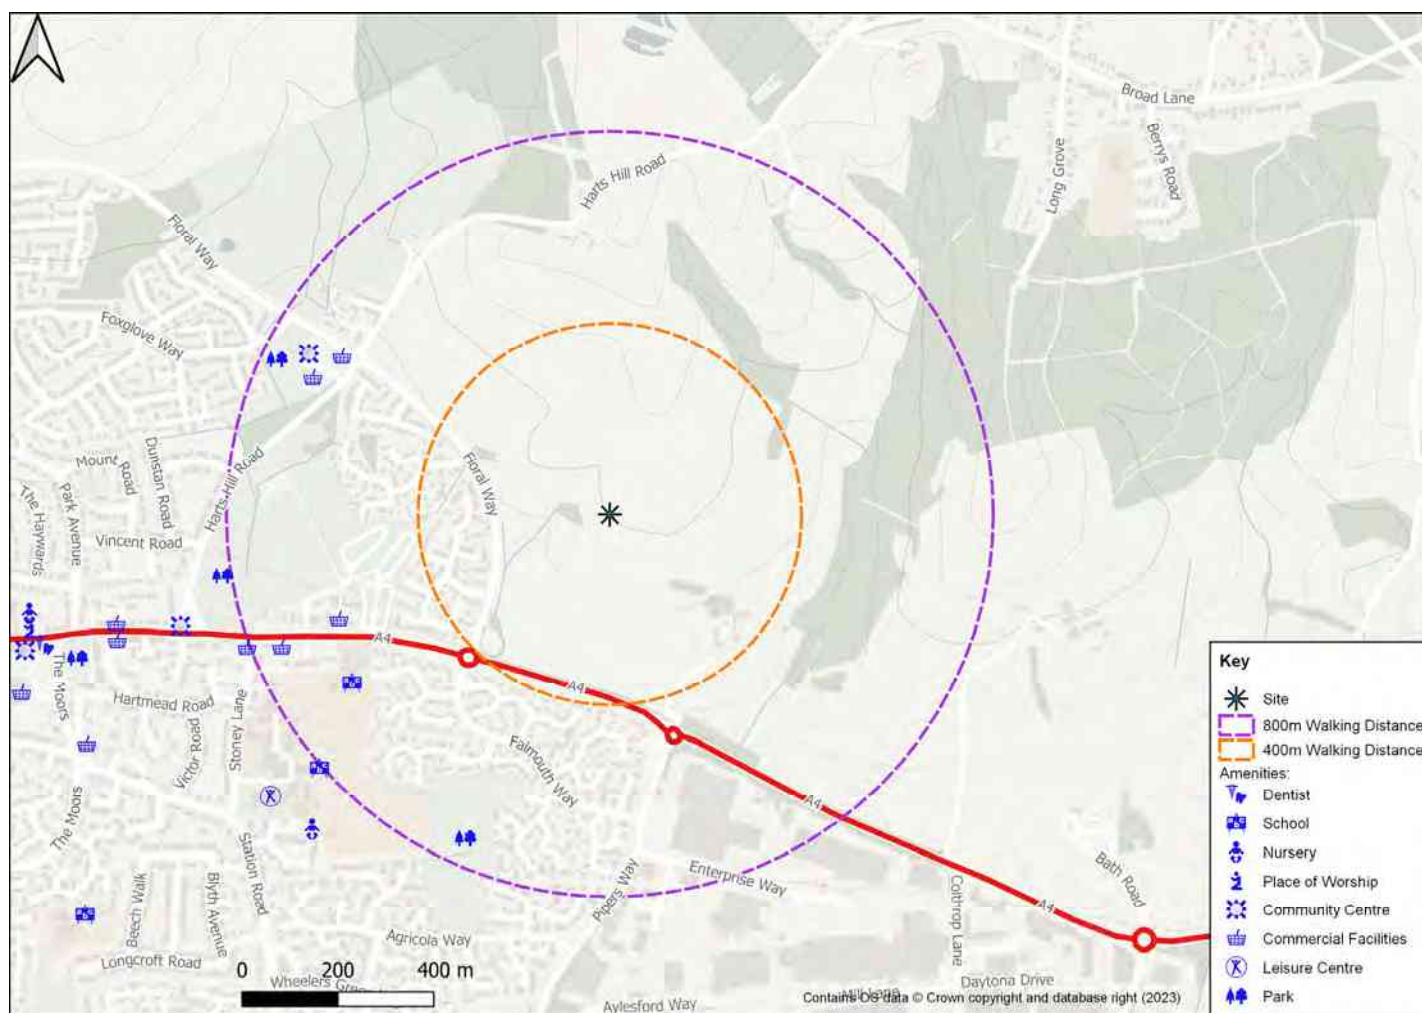 Broad Lane
Long Grove
Berrys Road
Harts Hill Road
Floral Way
Foxglove Way
Floral Way
Mount Road
Dunstan Road
Harts Hill Road
The Haywards
Park Avenue
Vincent Road
A4
A4
The Moors
Hartmead Road
Victor Road
Stoney Lane
Falmouth Way
A4
The Moors
Station Road
Pipers Way
Enterprise Way
Bath Road
A4
Colthrop Lane
Beech Walk
Blyth Avenue
Agricola Way
Longcroft Road
Daytona Drive
Aylesford Way
0 200 400 m
Contains OS data © Crown copyright and database right (2023)
Key
Site
800m Walking Distance
400m Walking Distance
Amenities:
Dentist
School
Nursery
Place of Worship
Community Centre
Commercial Facilities
Leisure Centre
Park